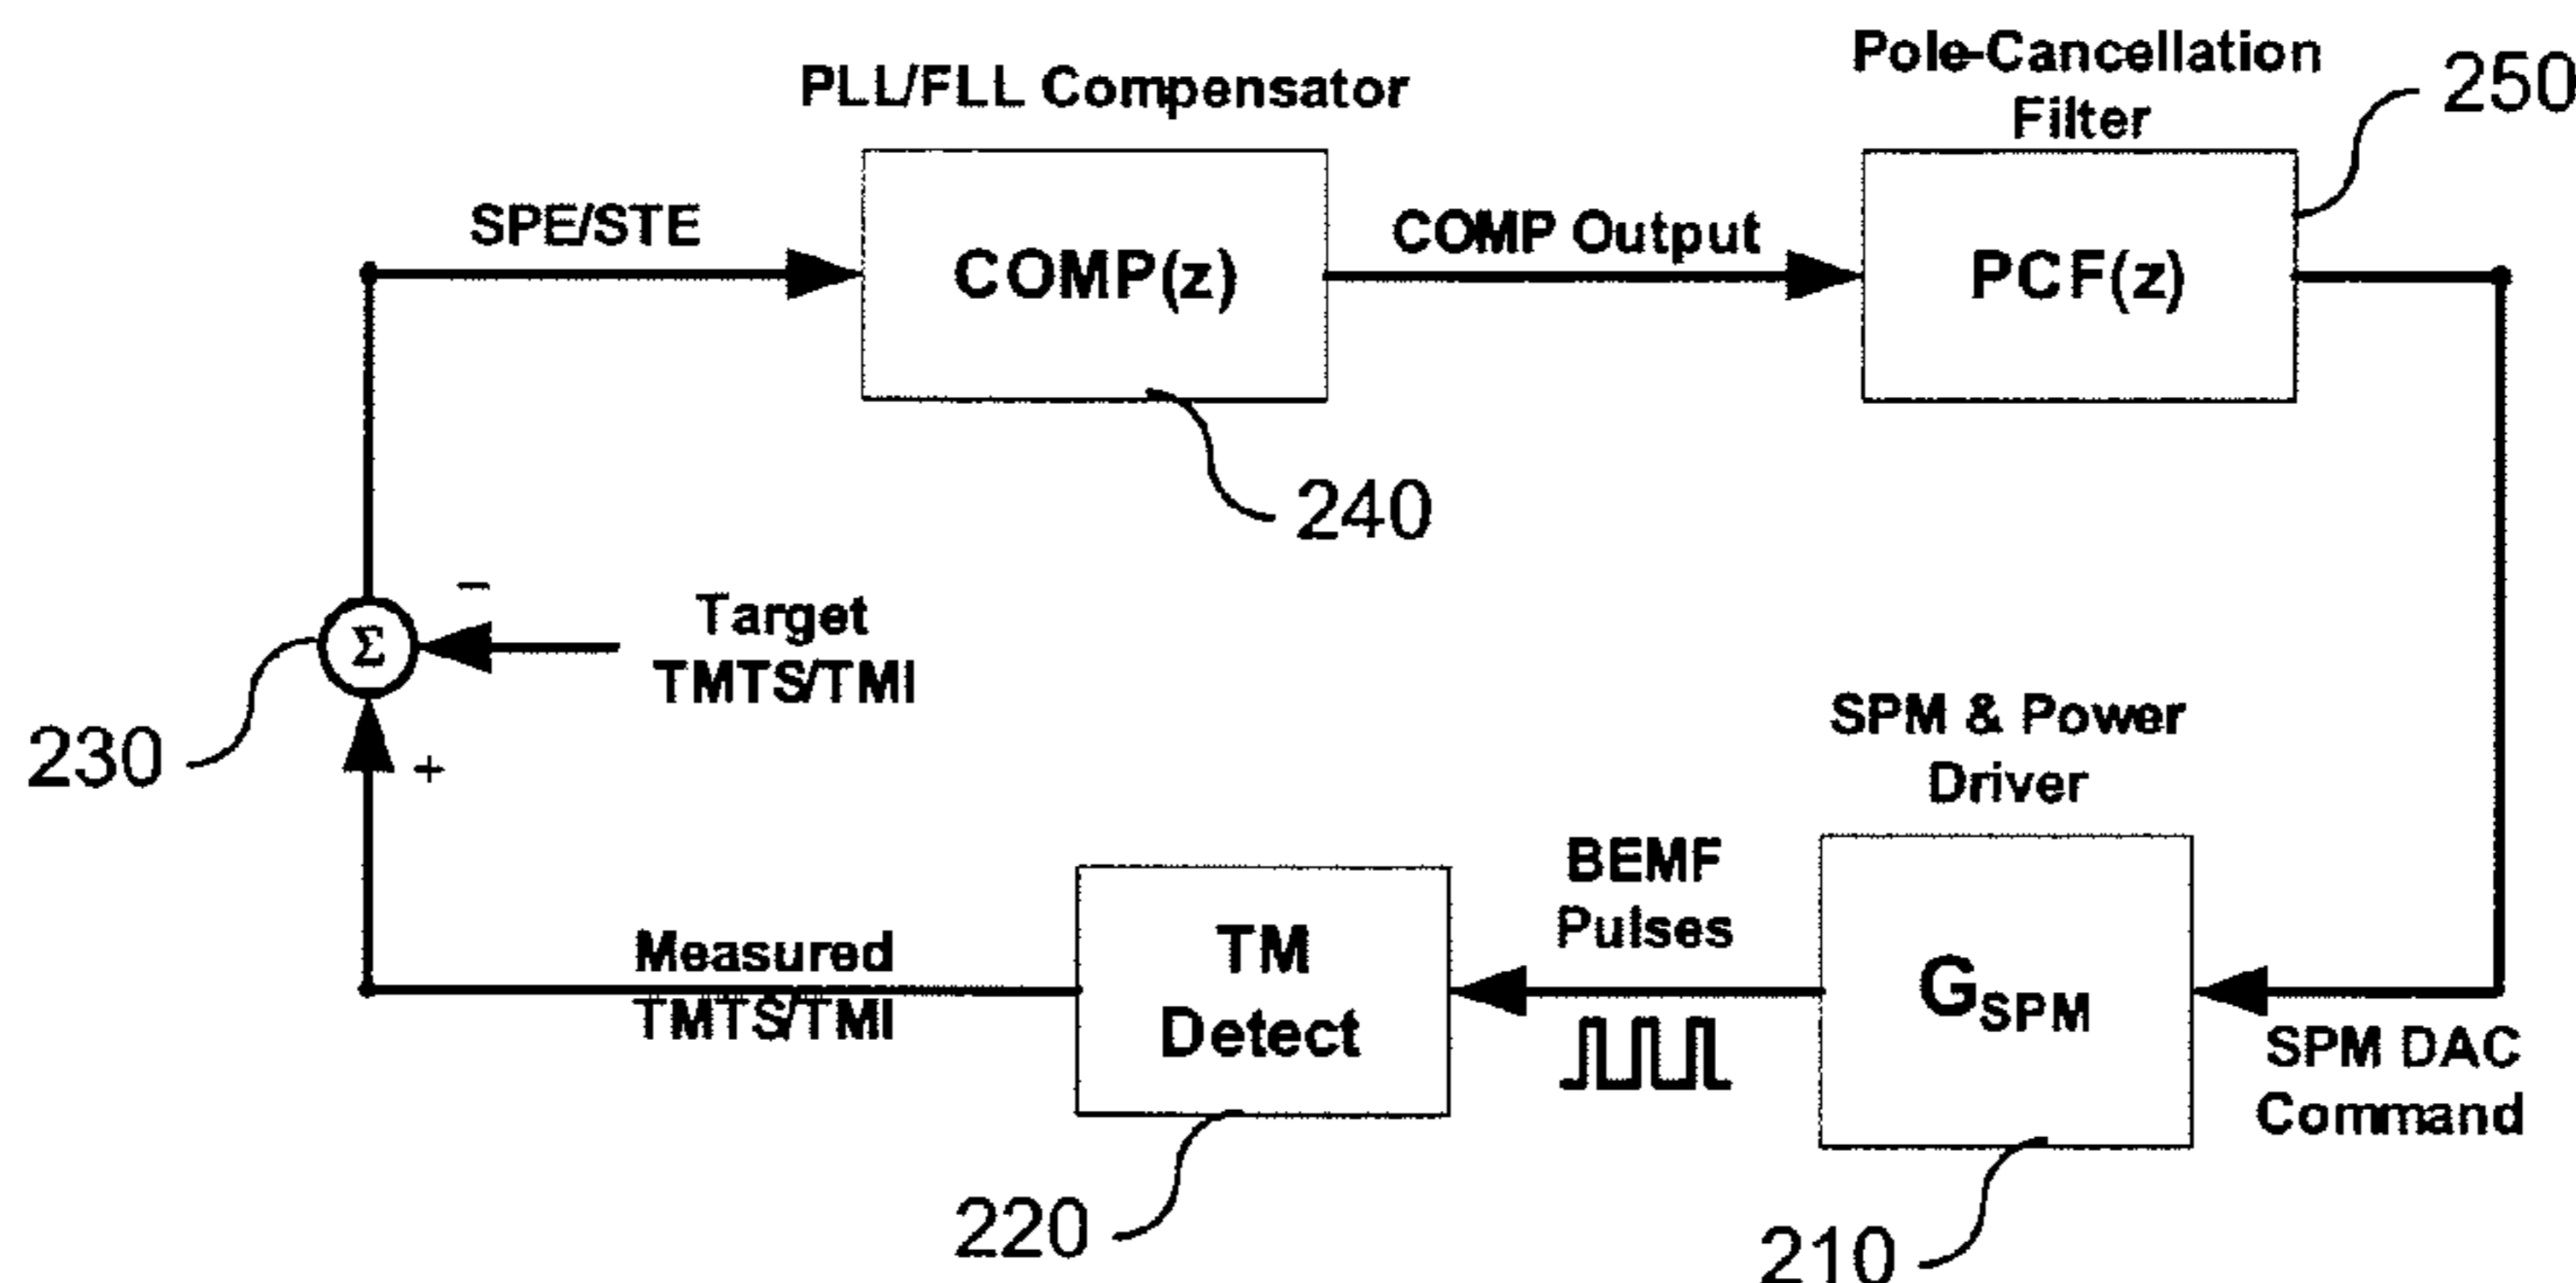 Pole-Cancellation
Filter
250
PLL/FLL Compensator
SPE/STE
COMP(z)
COMP Output
PCF(z)
240
−
Target
TMTS/TMI
Σ
230
+
SPM & Power
Driver
BEMF
Pulses
Measured
TMTS/TMI
TM
Detect
GSPM
SPM DAC
Command
220
210